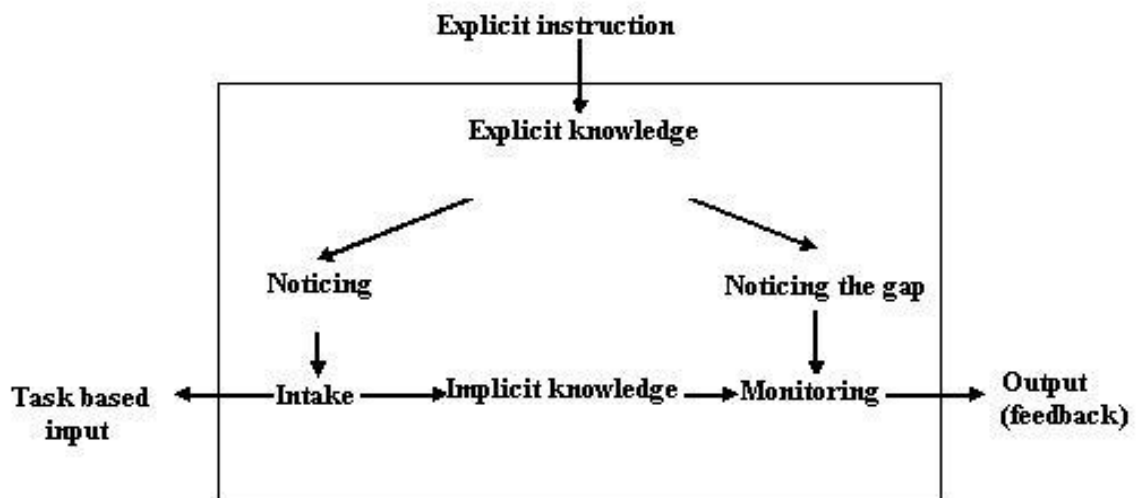 Explicit instruction
Explicit knowledge
Noticing
Noticing the gap
Task based
input
Intake
Implicit knowledge
Monitoring
Output
(feedback)